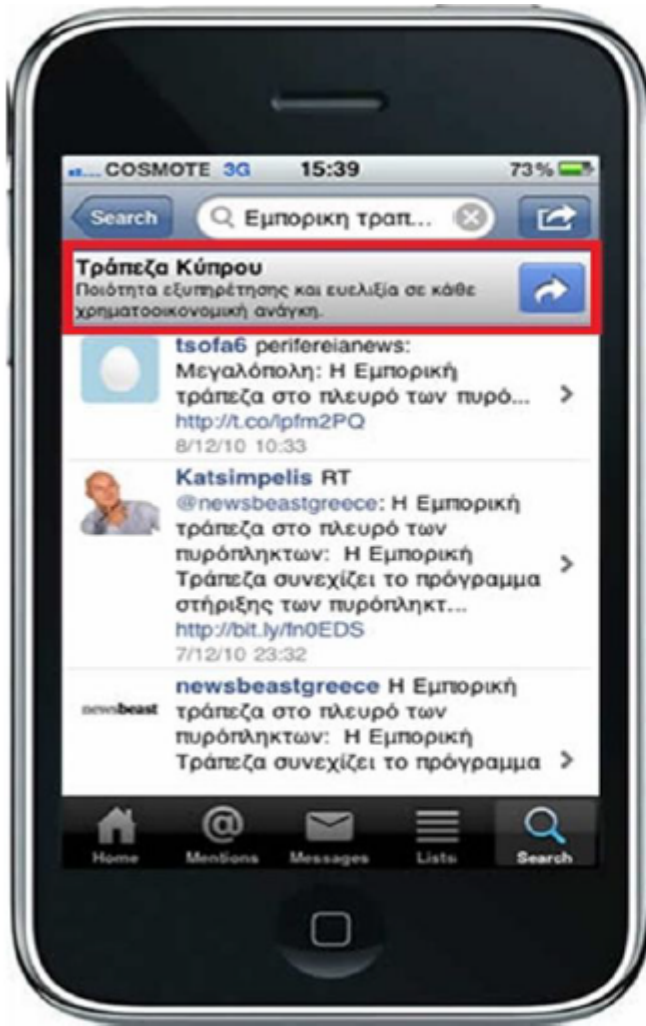 COSMOTE 3G 15:39 73%
Search Εμπορικη τραπ...
Τράπεζα Κύπρου
Ποιότητα εξυπηρέτησης και ευελιξία σε κάθε
χρηματοοικονομική ανάγκη.
tsofa6 perifereianews:
Μεγαλόπολη: Η Εμπορική
τράπεζα στο πλευρό των πυρό...
http://t.co/lpfm2PQ
8/12/10 10:33
Katsimpelis RT
@newsbeastgreece: Η Εμπορική
τράπεζα στο πλευρό των
πυρόπληκτων: Η Εμπορική
Τράπεζα συνεχίζει το πρόγραμμα
στήριξης των πυρόπληκτ...
http://bit.ly/fn0EDS
7/12/10 23:32
newsbeast
newsbeastgreece Η Εμπορική
τράπεζα στο πλευρό των
πυρόπληκτων: Η Εμπορική
Τράπεζα συνεχίζει το πρόγραμμα
Home Mentions Messages Lists Search